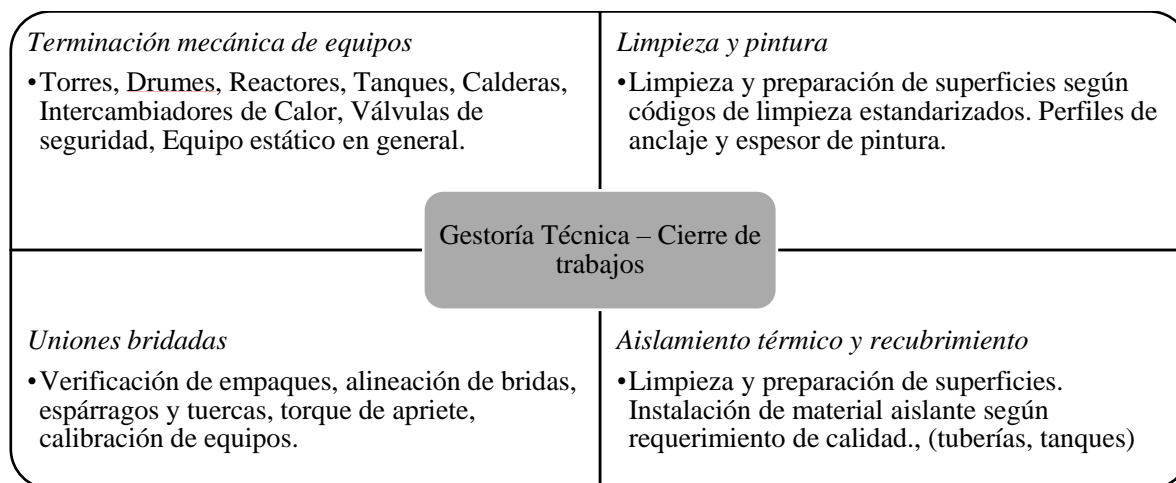 Terminación mecánica de equipos
•Torres, Drumes, Reactores, Tanques, Calderas,
Intercambiadores de Calor, Válvulas de
seguridad, Equipo estático en general.
Limpieza y pintura
•Limpieza y preparación de superficies según
códigos de limpieza estandarizados. Perfiles de
anclaje y espesor de pintura.
Gestoría Técnica – Cierre de
trabajos
Uniones bridadas
•Verificación de empaques, alineación de bridas,
espárragos y tuercas, torque de apriete,
calibración de equipos.
Aislamiento térmico y recubrimiento
•Limpieza y preparación de superficies.
Instalación de material aislante según
requerimiento de calidad., (tuberías, tanques)